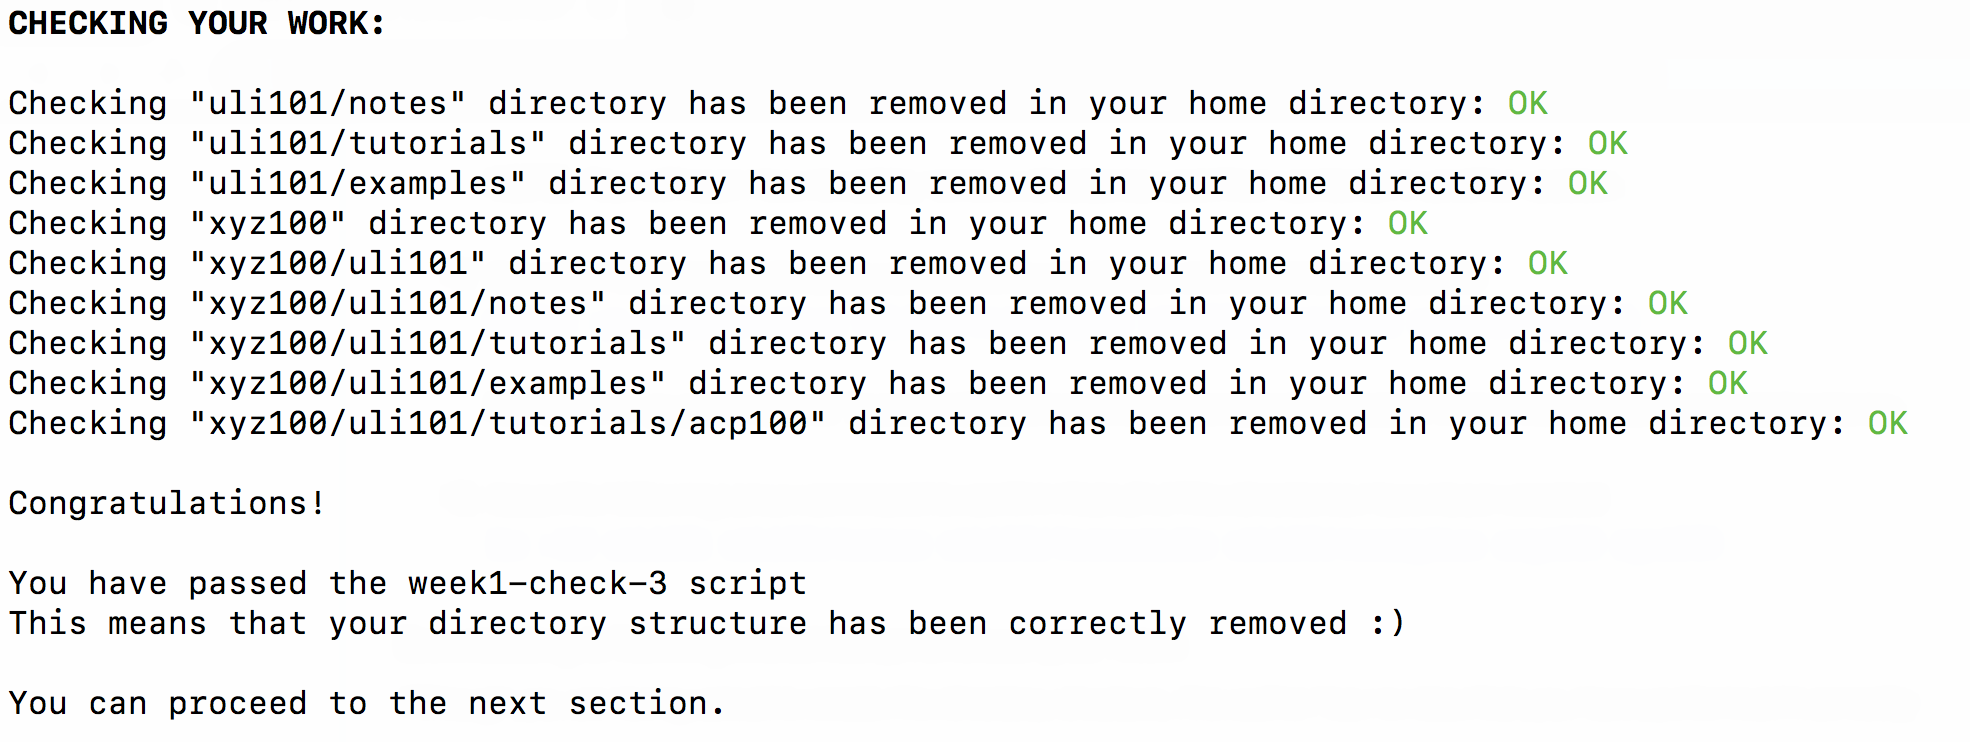 CHECKING YOUR WORK:
Checking "uli101/notes" directory has been removed in your home directory: OK
Checking "uli101/tutorials" directory has been removed in your home directory: OK
Checking "uli101/examples" directory has been removed in your home directory: OK
Checking "xyz100" directory has been removed in your home directory: OK
Checking "xyz100/uli101" directory has been removed in your home directory: OK
Checking "xyz100/uli101/notes" directory has been removed in your home directory: OK
Checking "xyz100/uli101/tutorials" directory has been removed in your home directory: OK
Checking "xyz100/uli101/examples" directory has been removed in your home directory: OK
Checking "xyz100/uli101/tutorials/acp100" directory has been removed in your home directory: OK
Congratulations!
You have passed the week1-check-3 script
This means that your directory structure has been correctly removed :)
You can proceed to the next section.